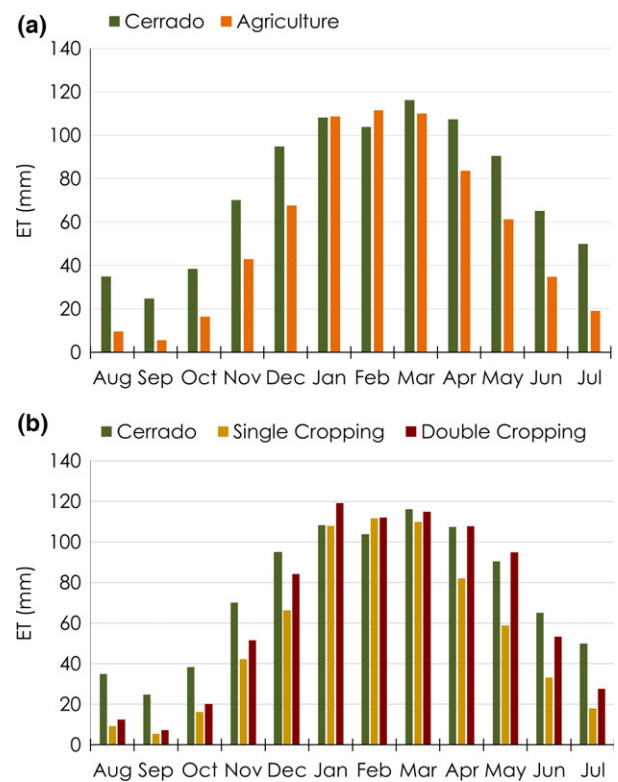 (a)
Cerrado Agriculture
140
120
100
80
60
40
20
0
ET (mm)
Aug Sep Oct Nov Dec Jan Feb Mar Apr May Jun Jul
(b)
Cerrado Single Cropping Double Cropping
140
120
100
80
60
40
20
0
ET (mm)
Aug Sep Oct Nov Dec Jan Feb Mar Apr May Jun Jul